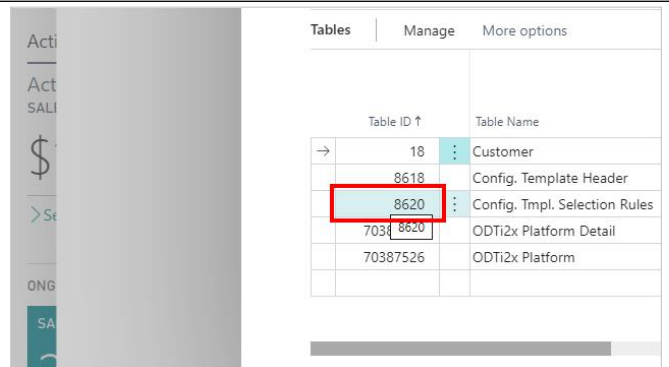 Tables Manage More options
Acti
Act
SALE
$
Table ID ↑ Table Name
→ 18 ⋮ Customer
8618 Config. Template Header
>Se 8620 ⋮ Config. Tmpl. Selection Rules
7038 8620 ODTi2x Platform Detail
70387526 ODTi2x Platform
ONG
SA